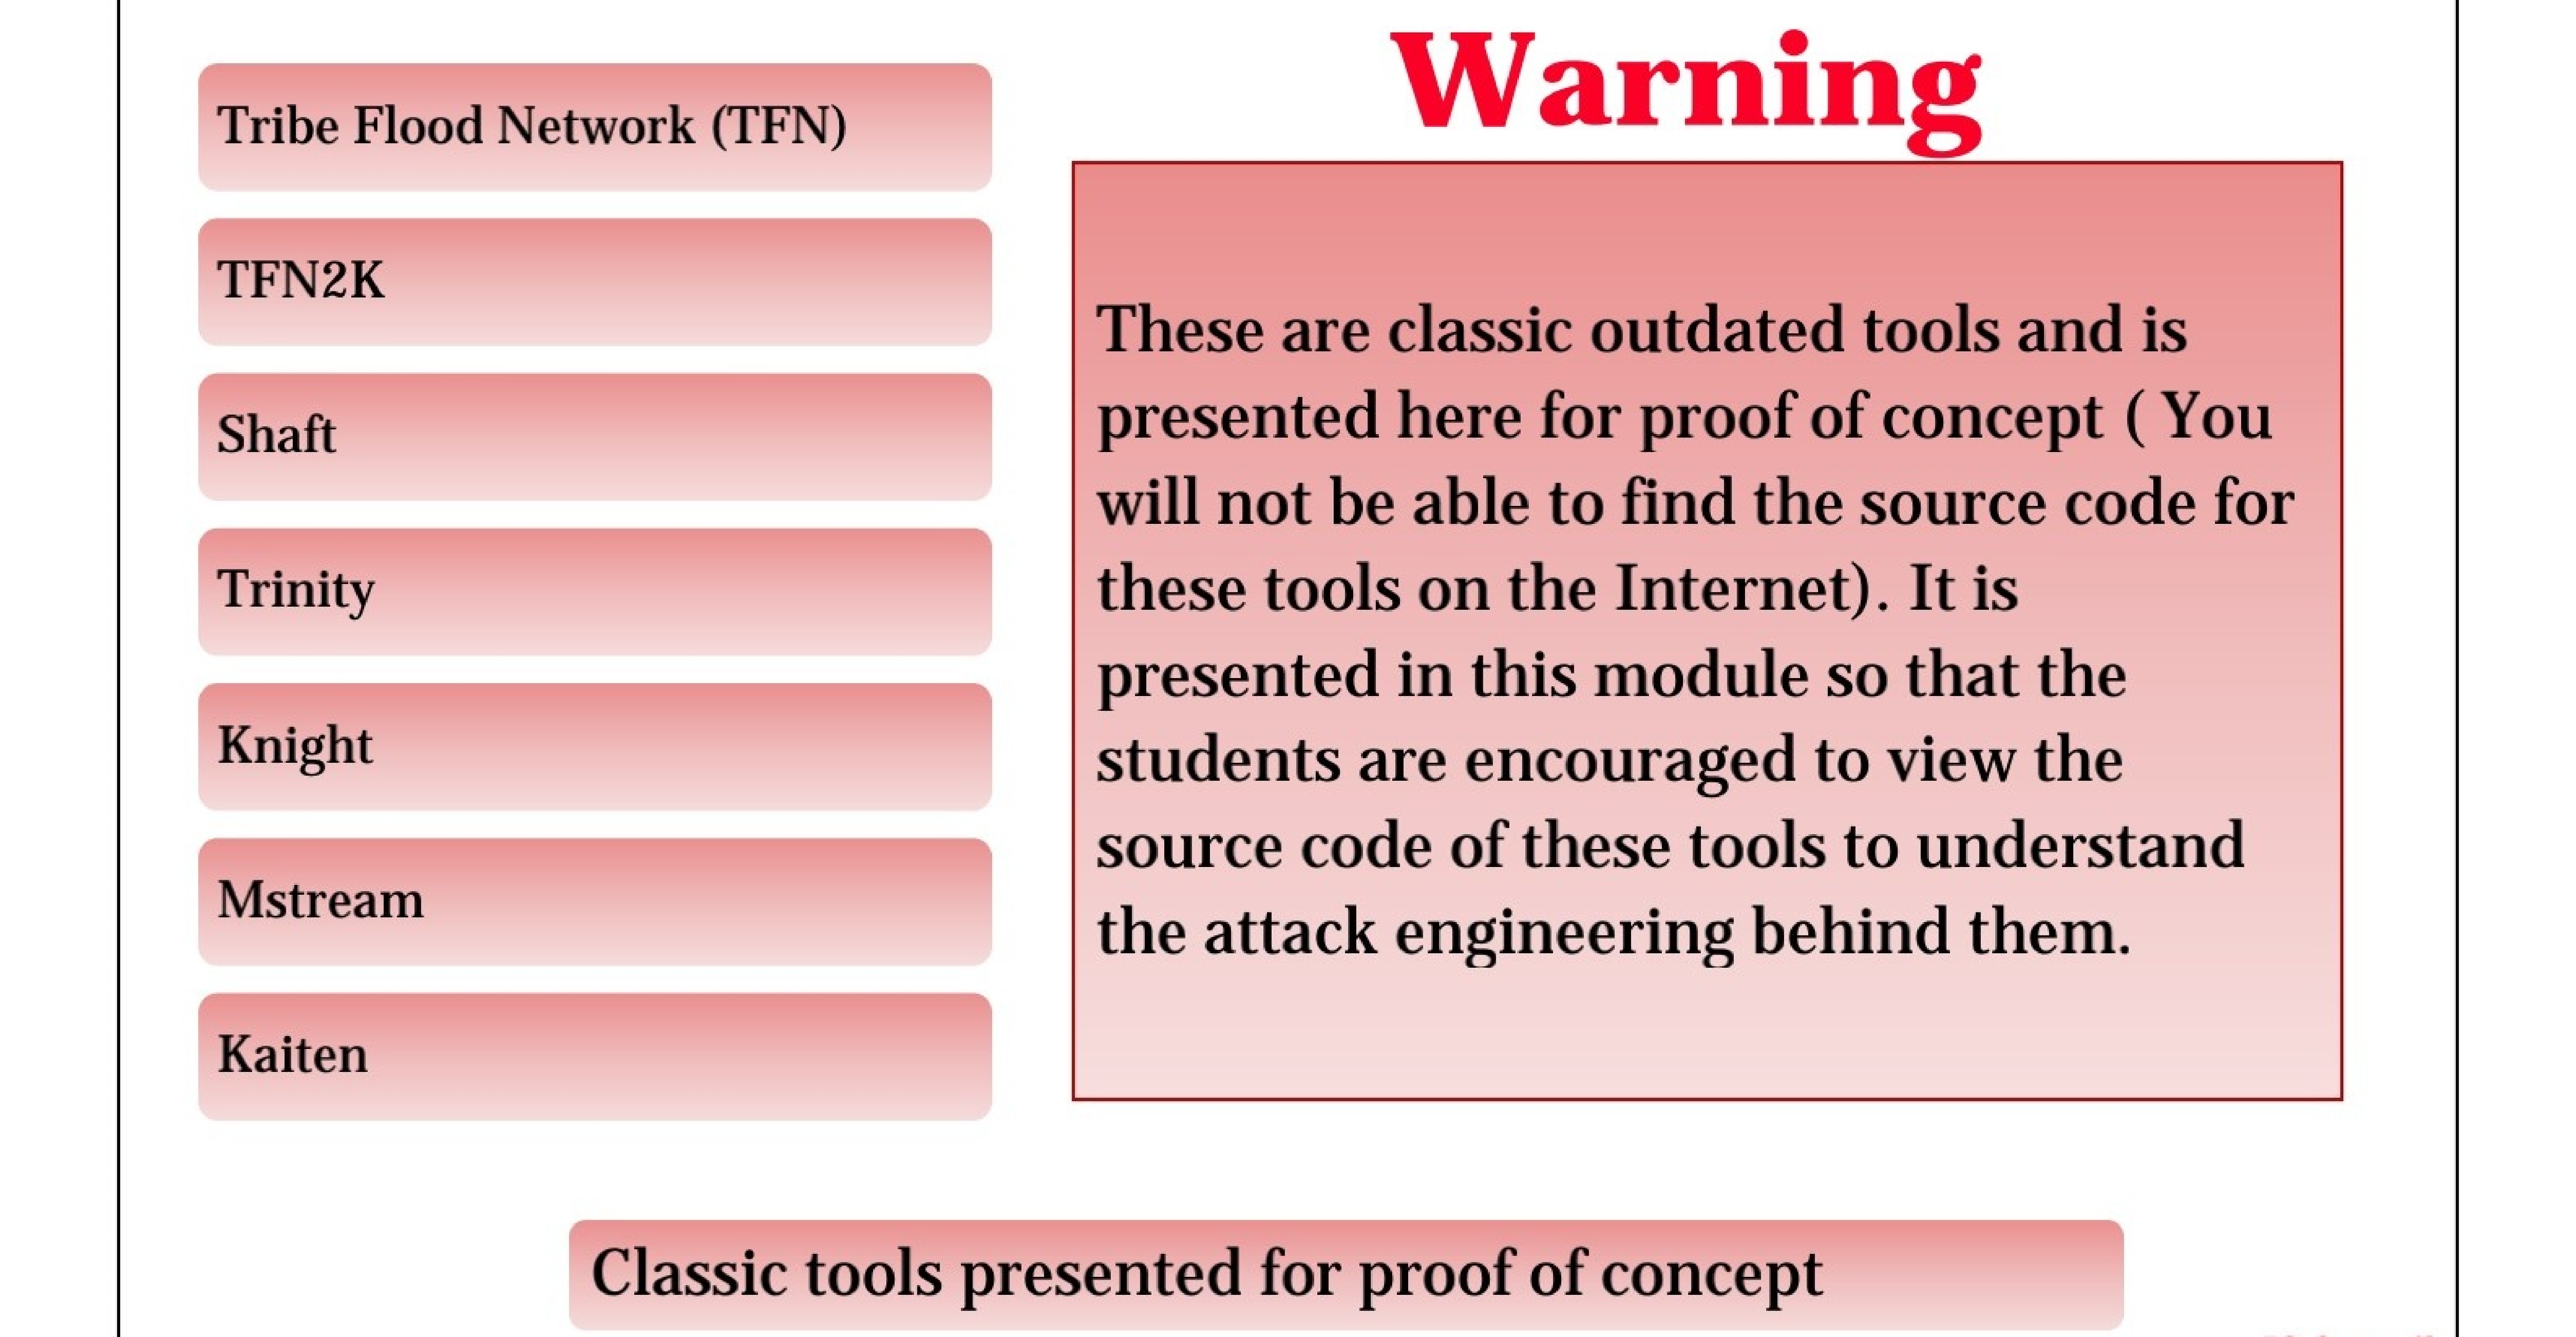 Tribe Flood Network (TFN)
TFN2K
Shaft
Trinity
Knight
Mstream
Kaiten
Warning
These are classic outdated tools and is
presented here for proof of concept ( You
will not be able to find the source code for
these tools on the Internet). It is
presented in this module so that the
students are encouraged to view the
source code of these tools to understand
the attack engineering behind them.
Classic tools presented for proof of concept